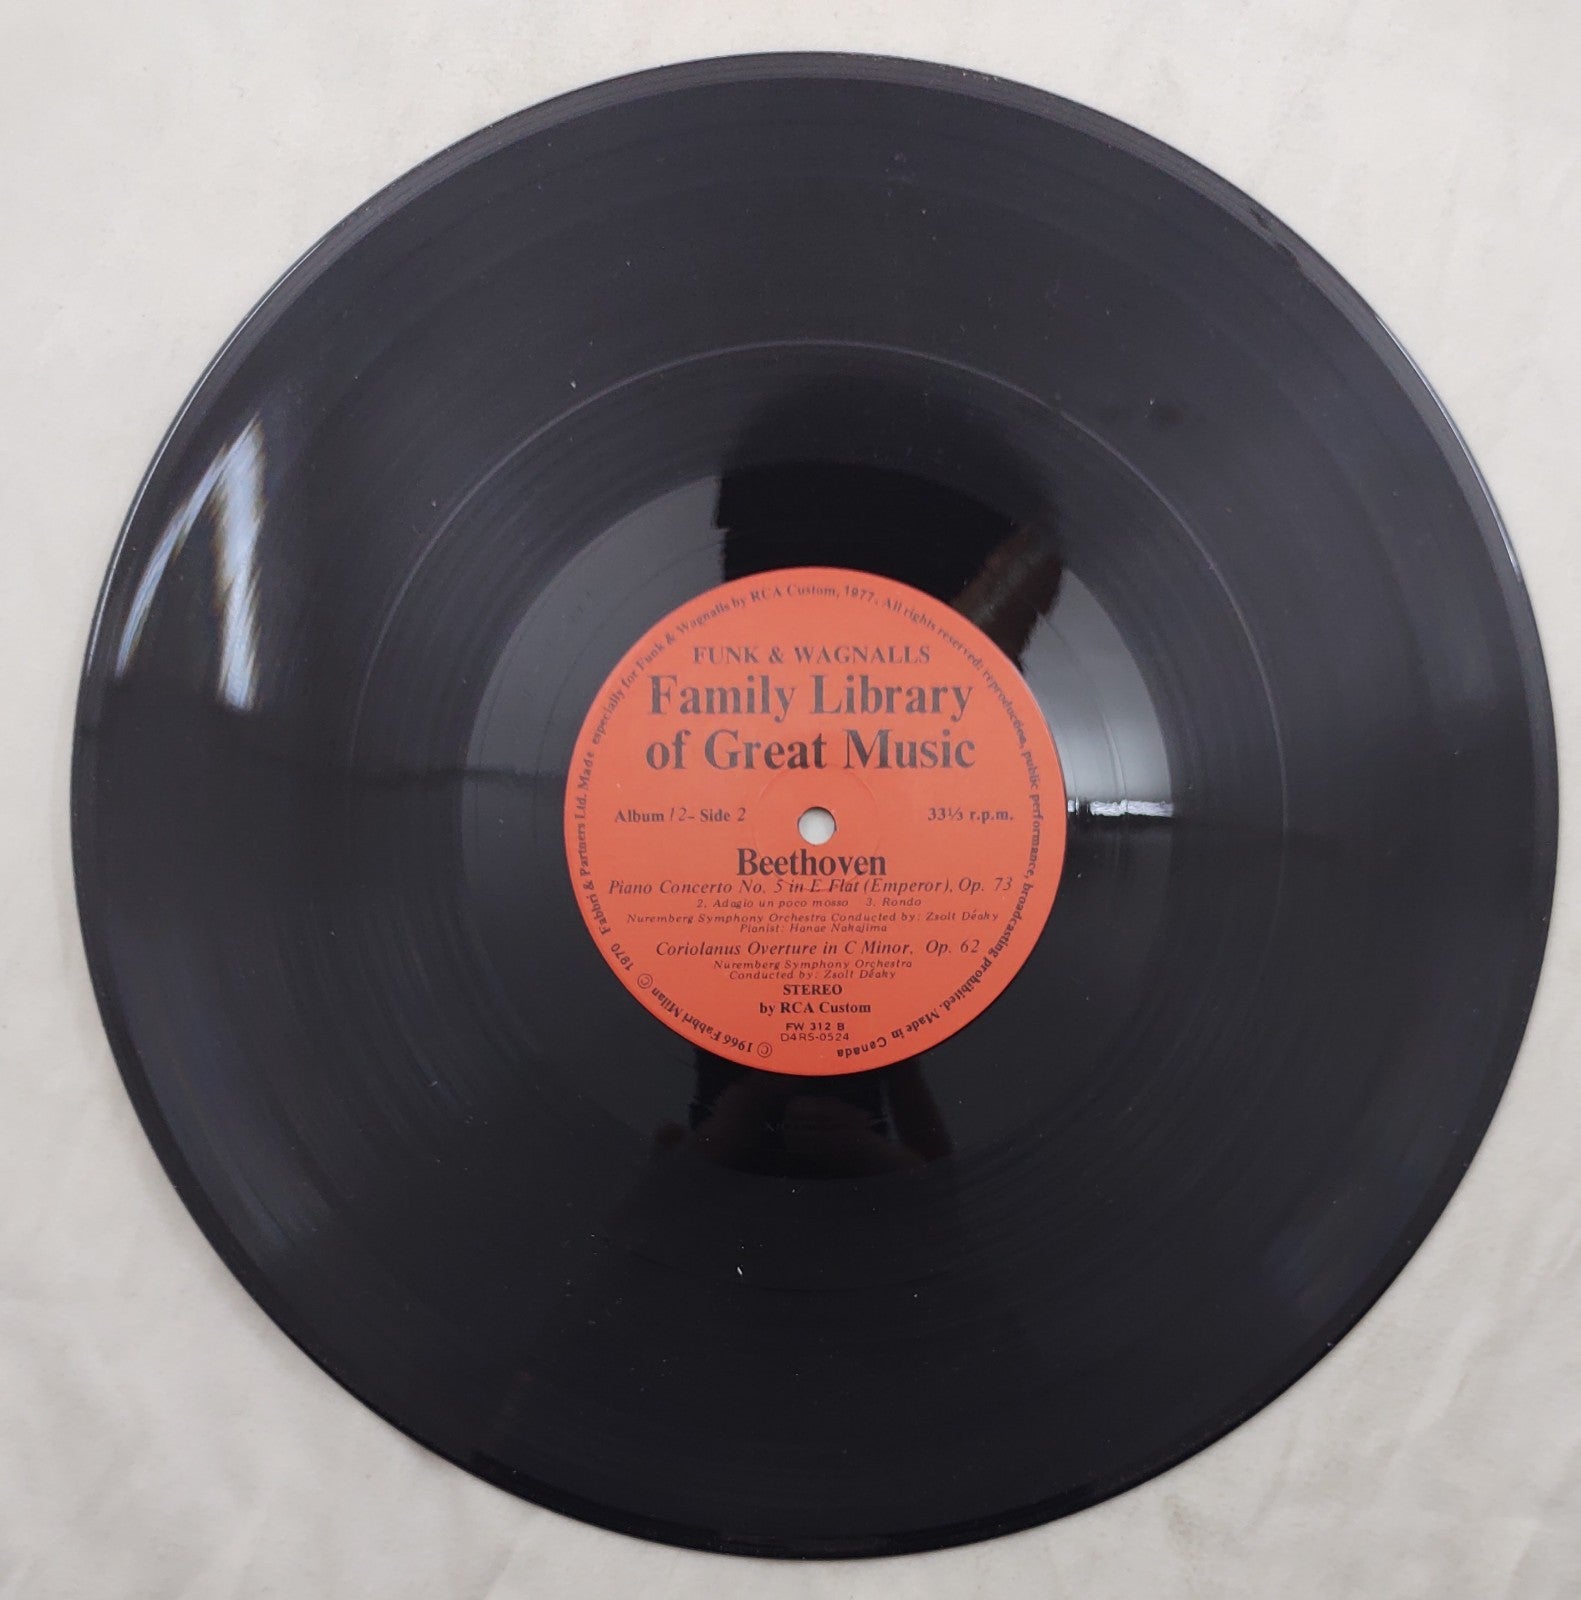 FUNK & WAGNALLS
Family Library
of Great Music
Album 12- Side 2
33⅓ r.p.m.
Beethoven
Piano Concerto No. 5 in E Flat (Emperor), Op. 73
2. Adagio un poco mosso 3. Rondo
Nuremberg Symphony Orchestra Conducted by: Zsolt Déaky
Pianist: Hanae Nakajima
Coriolanus Overture in C Minor, Op. 62
Nuremberg Symphony Orchestra
Conducted by: Zsolt Déaky
STEREO
by RCA Custom
FW 312 B
D4RS-0524
© 1966 Fabbri Milan © 1970 Fabbri & Partners Ltd. Made especially for Funk & Wagnalls by RCA Custom, 1977. All rights reserved; reproduction, public performance, broadcasting prohibited. Made in Canada